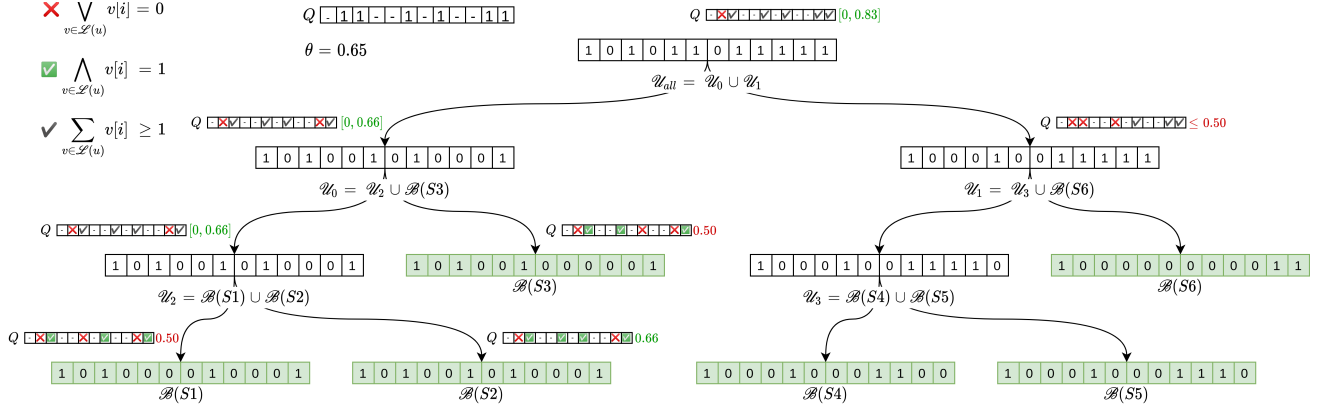 ❌ ⋁ v[i] = 0
v∈ℒ(u)
✅ ⋀ v[i] = 1
v∈ℒ(u)
✔ ∑ v[i] ≥ 1
v∈ℒ(u)
Q - 1 1 - - 1 - 1 - - 1 1
θ = 0.65
Q - ❌ ✔ - - ✔ - ✔ - - ✔ ✔ [0, 0.83]
1 0 1 0 1 1 0 1 1 1 1 1
𝒰all = 𝒰0 ∪ 𝒰1
Q - ❌ ✔ - - ✔ - ✔ - - ❌ ✔ [0, 0.66]
1 0 1 0 0 1 0 1 0 0 0 1
𝒰0 = 𝒰2 ∪ ℬ(S3)
Q - ❌ ❌ - - ❌ - ✔ - - ✔ ✔ ≤ 0.50
1 0 0 0 1 0 0 1 1 1 1 1
𝒰1 = 𝒰3 ∪ ℬ(S6)
Q - ❌ ✔ - - ✔ - ✔ - - ❌ ✔ [0, 0.66]
1 0 1 0 0 1 0 1 0 0 0 1
𝒰2 = ℬ(S1) ∪ ℬ(S2)
Q - ❌ ✅ - - ✅ - ❌ - - ❌ ✅ 0.50
1 0 1 0 0 1 0 0 0 0 0 1
ℬ(S3)
1 0 0 0 1 0 0 1 1 1 1 0
𝒰3 = ℬ(S4) ∪ ℬ(S5)
1 0 0 0 0 0 0 0 0 0 1 1
ℬ(S6)
Q - ❌ ✅ - - ❌ - ✅ - - ❌ ✅ 0.50
1 0 1 0 0 0 0 1 0 0 0 1
ℬ(S1)
Q - ❌ ✅ - - ✅ - ✅ - - ❌ ✅ 0.66
1 0 1 0 0 1 0 1 0 0 0 1
ℬ(S2)
1 0 0 0 1 0 0 1 1 1 0 0
ℬ(S4)
1 0 0 0 1 0 0 0 1 1 1 0
ℬ(S5)